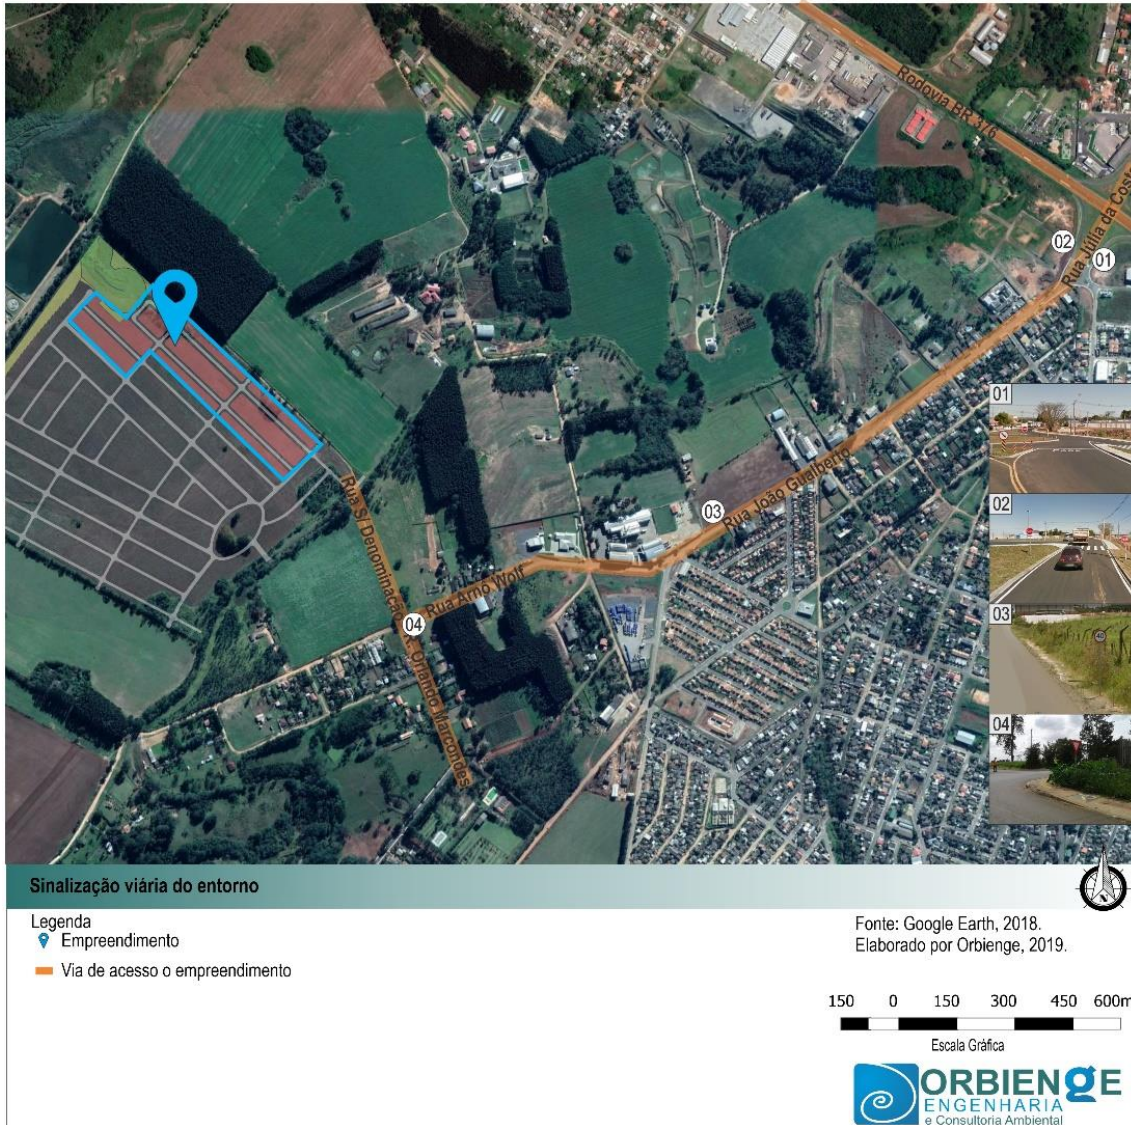 Rodovia BR 476
Rua Júlia da Costa
02
01
01
Rua João Gualberto
03
02
Rua S/ Denominação
Rua Arno Wolf
04
R. Orlando Marcondes
03
04
Sinalização viária do entorno
N
Legenda
Empreendimento
Via de acesso o empreendimento
Fonte: Google Earth, 2018.
Elaborado por Orbienge, 2019.
150 0 150 300 450 600m
Escala Gráfica
ORBIENGE
ENGENHARIA
e Consultoria Ambiental